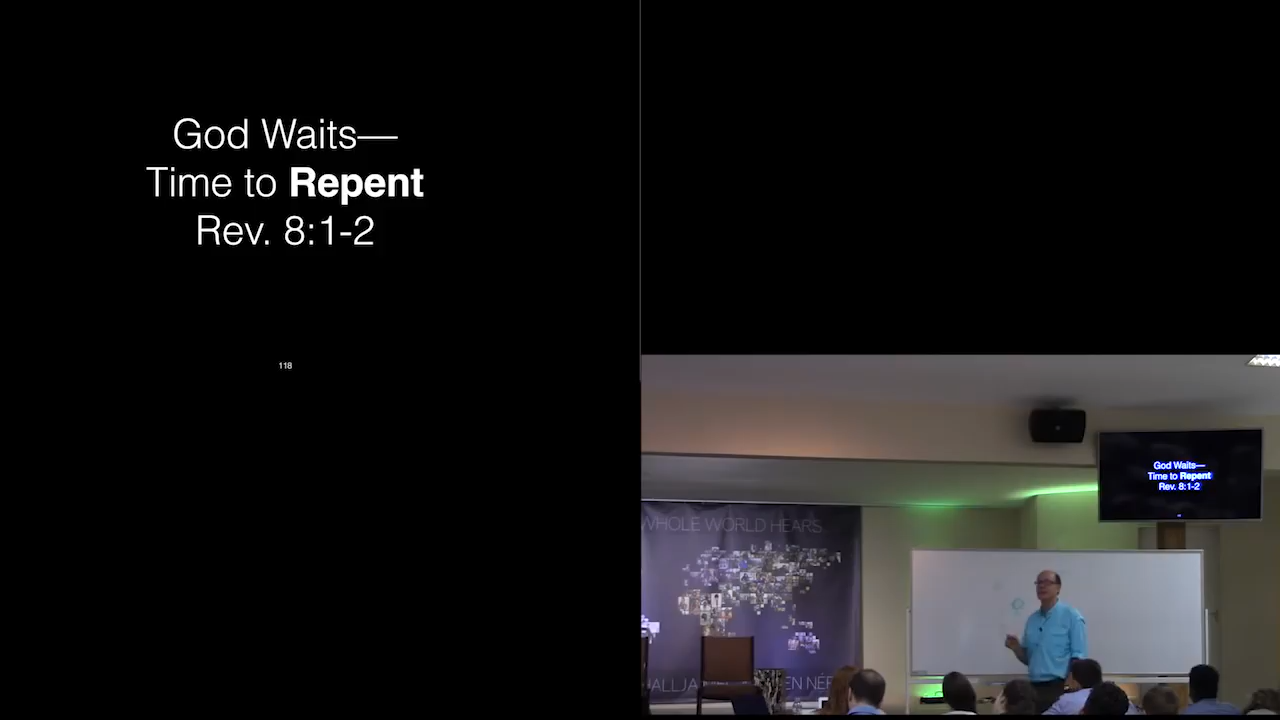 God Waits—
Time to Repent
Rev. 8:1-2
118
God Waits—
Time to Repent
Rev. 8:1-2
WHOLE WORLD HEARS